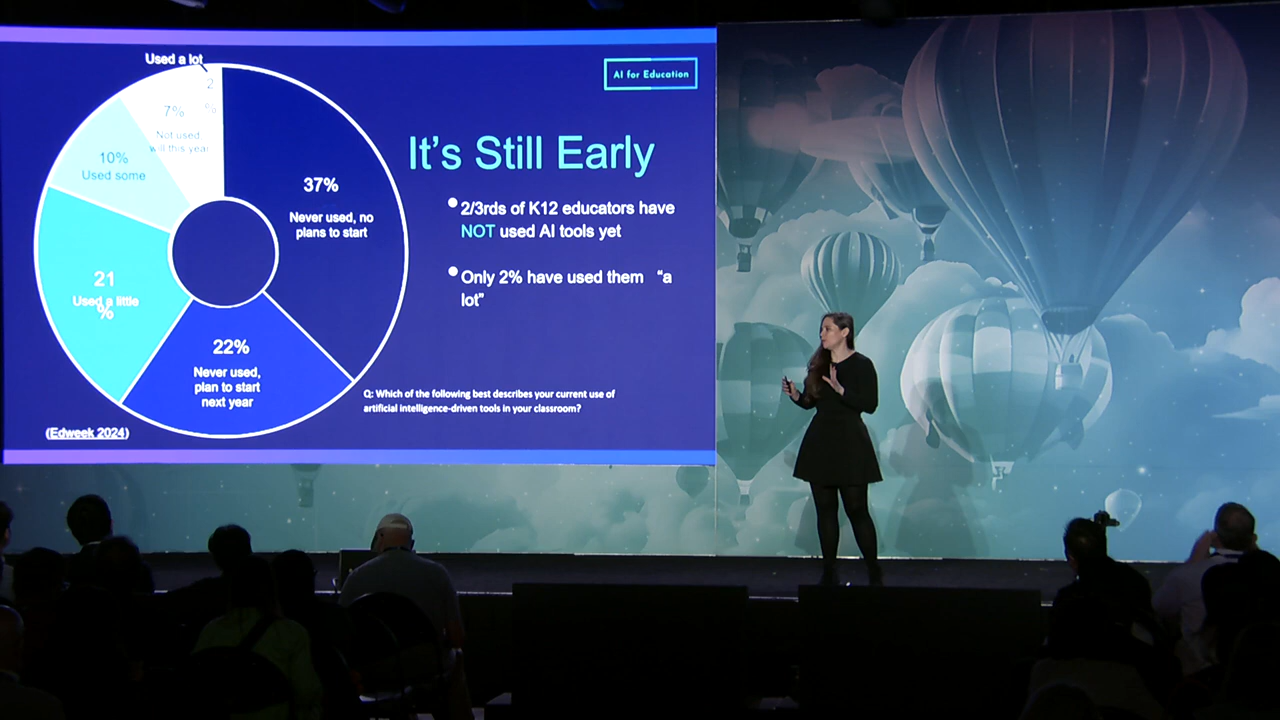 Used a lot
2
%
7%
Not used
will this year
10%
Used some
21
Used a little
%
22%
Never used,
plan to start
next year
37%
Never used, no
plans to start
(Edweek 2024)
AI for Education
It's Still Early
2/3rds of K12 educators have
NOT used AI tools yet
Only 2% have used them "a
lot"
Q: Which of the following best describes your current use of
artificial intelligence-driven tools in your classroom?